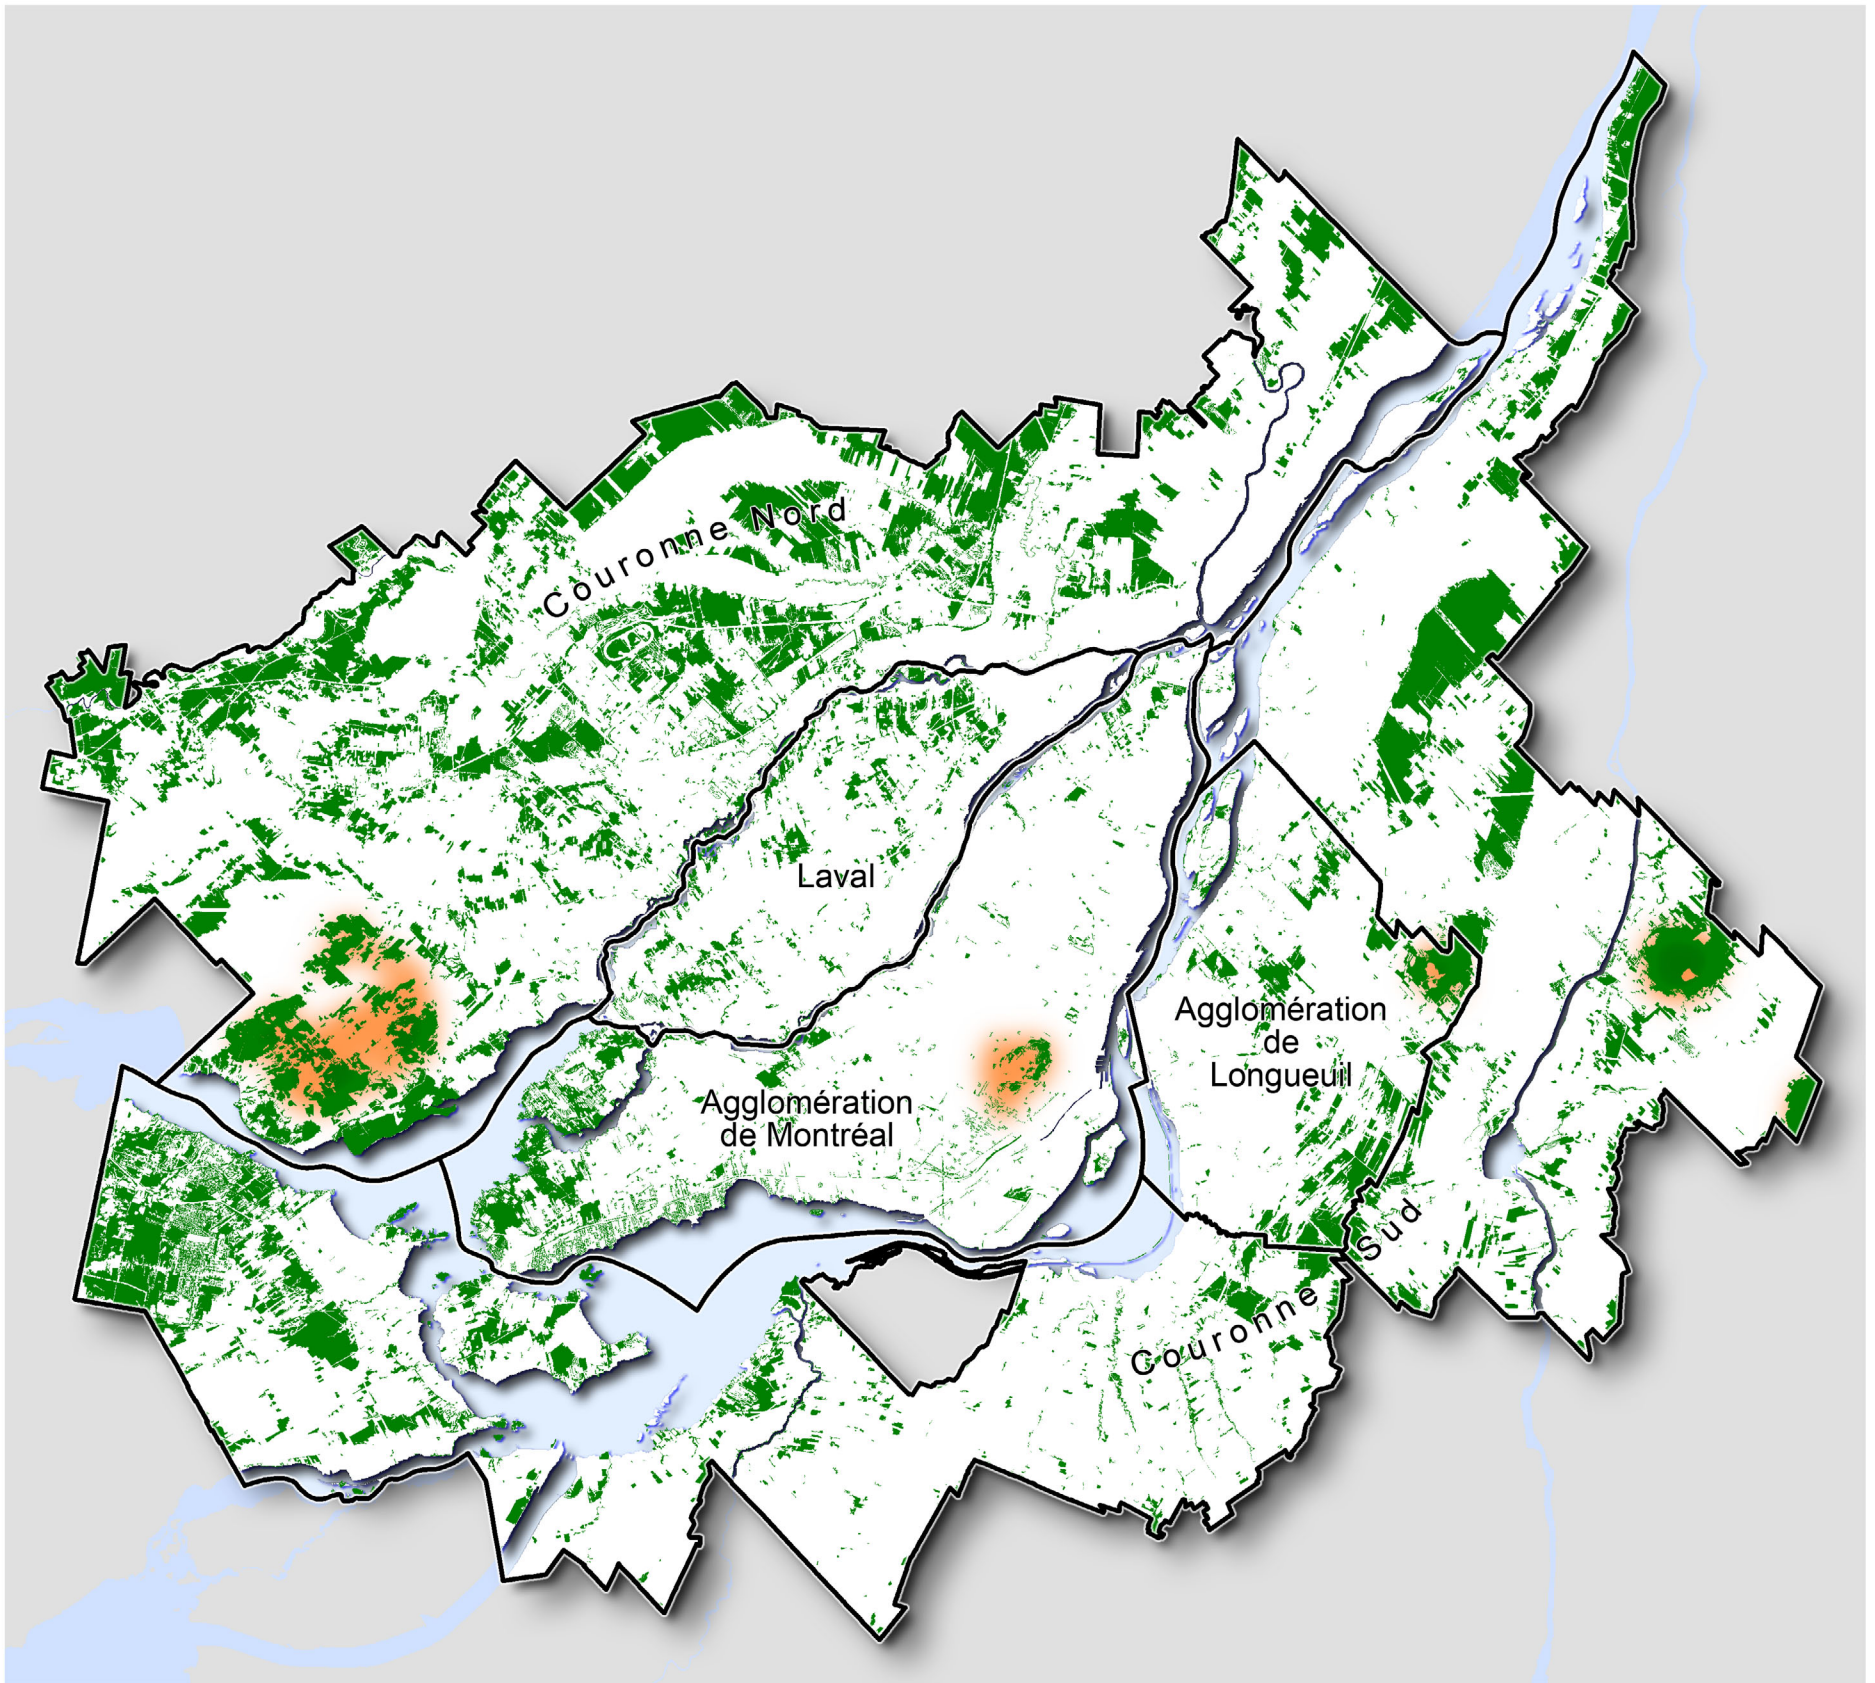 Couronne Nord
Laval
Agglomération
de
Longueuil
Agglomération
de Montréal
Couronne Sud